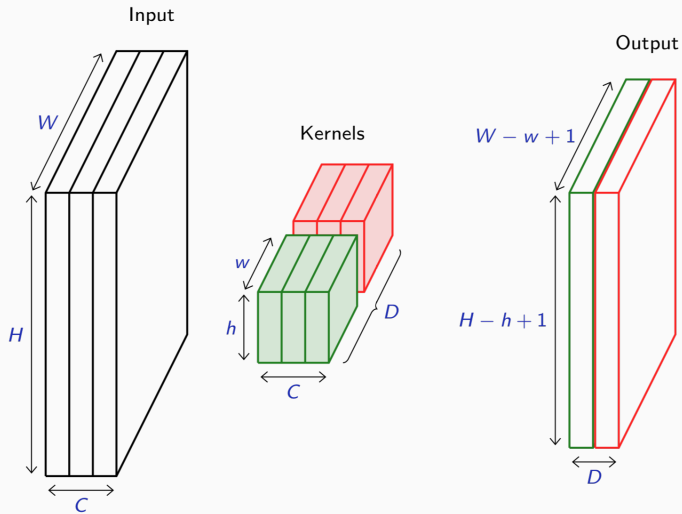 Input
Output
W
W − w + 1
Kernels
w
h
D
H
H − h + 1
C
C
D